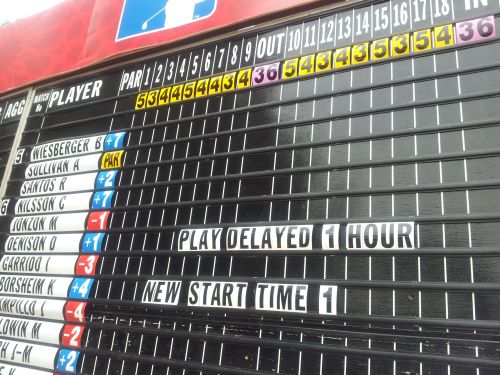 AGG MATCH No PLAYER PAR 1 2 3 4 5 6 7 8 9 OUT 10 11 12 13 14 15 16 17 18 IN
5 3 4 4 5 4 4 3 4 36 5 4 3 4 4 5 3 5 4 36
WIESBERGER B +7
SULLIVAN A PAR
SANTOS R +2
NILSSON C +7
JONZON M -1
DENISON D +1
GARRIDO I -3
BORSHEIM K +4
-4
-2
H J-M +2
PLAY DELAYED 1 HOUR
NEW START TIME 1